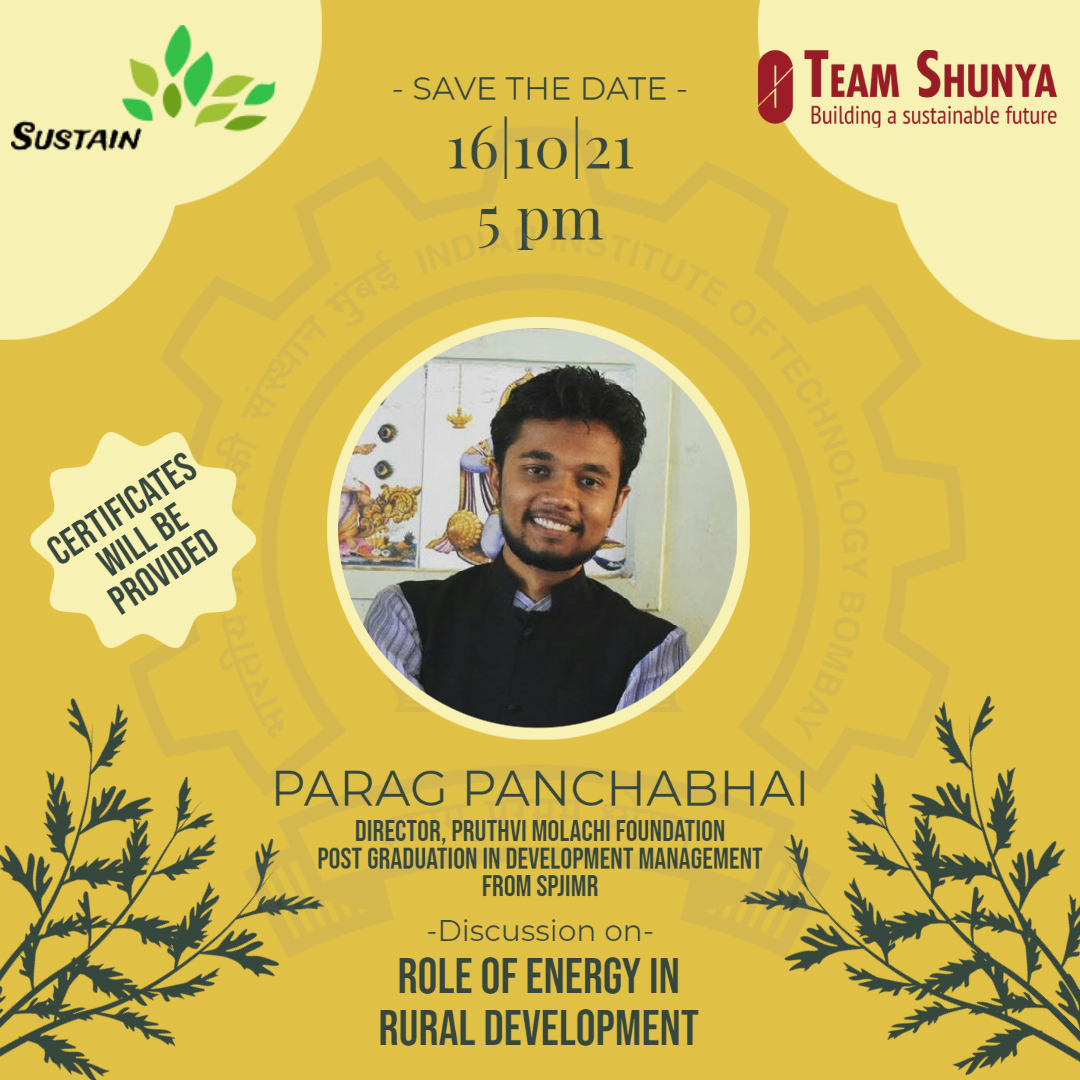 SUSTAIN
- SAVE THE DATE -
16|10|21
5 pm
TEAM SHUNYA
Building a sustainable future
INDIAN INSTITUTE OF TECHNOLOGY BOMBAY
संस्थान मुंबई
CERTIFICATES
WILL BE
PROVIDED
PARAG PANCHABHAI
DIRECTOR, PRUTHVI MOLACHI FOUNDATION
POST GRADUATION IN DEVELOPMENT MANAGEMENT
FROM SPJIMR
-Discussion on-
ROLE OF ENERGY IN
RURAL DEVELOPMENT